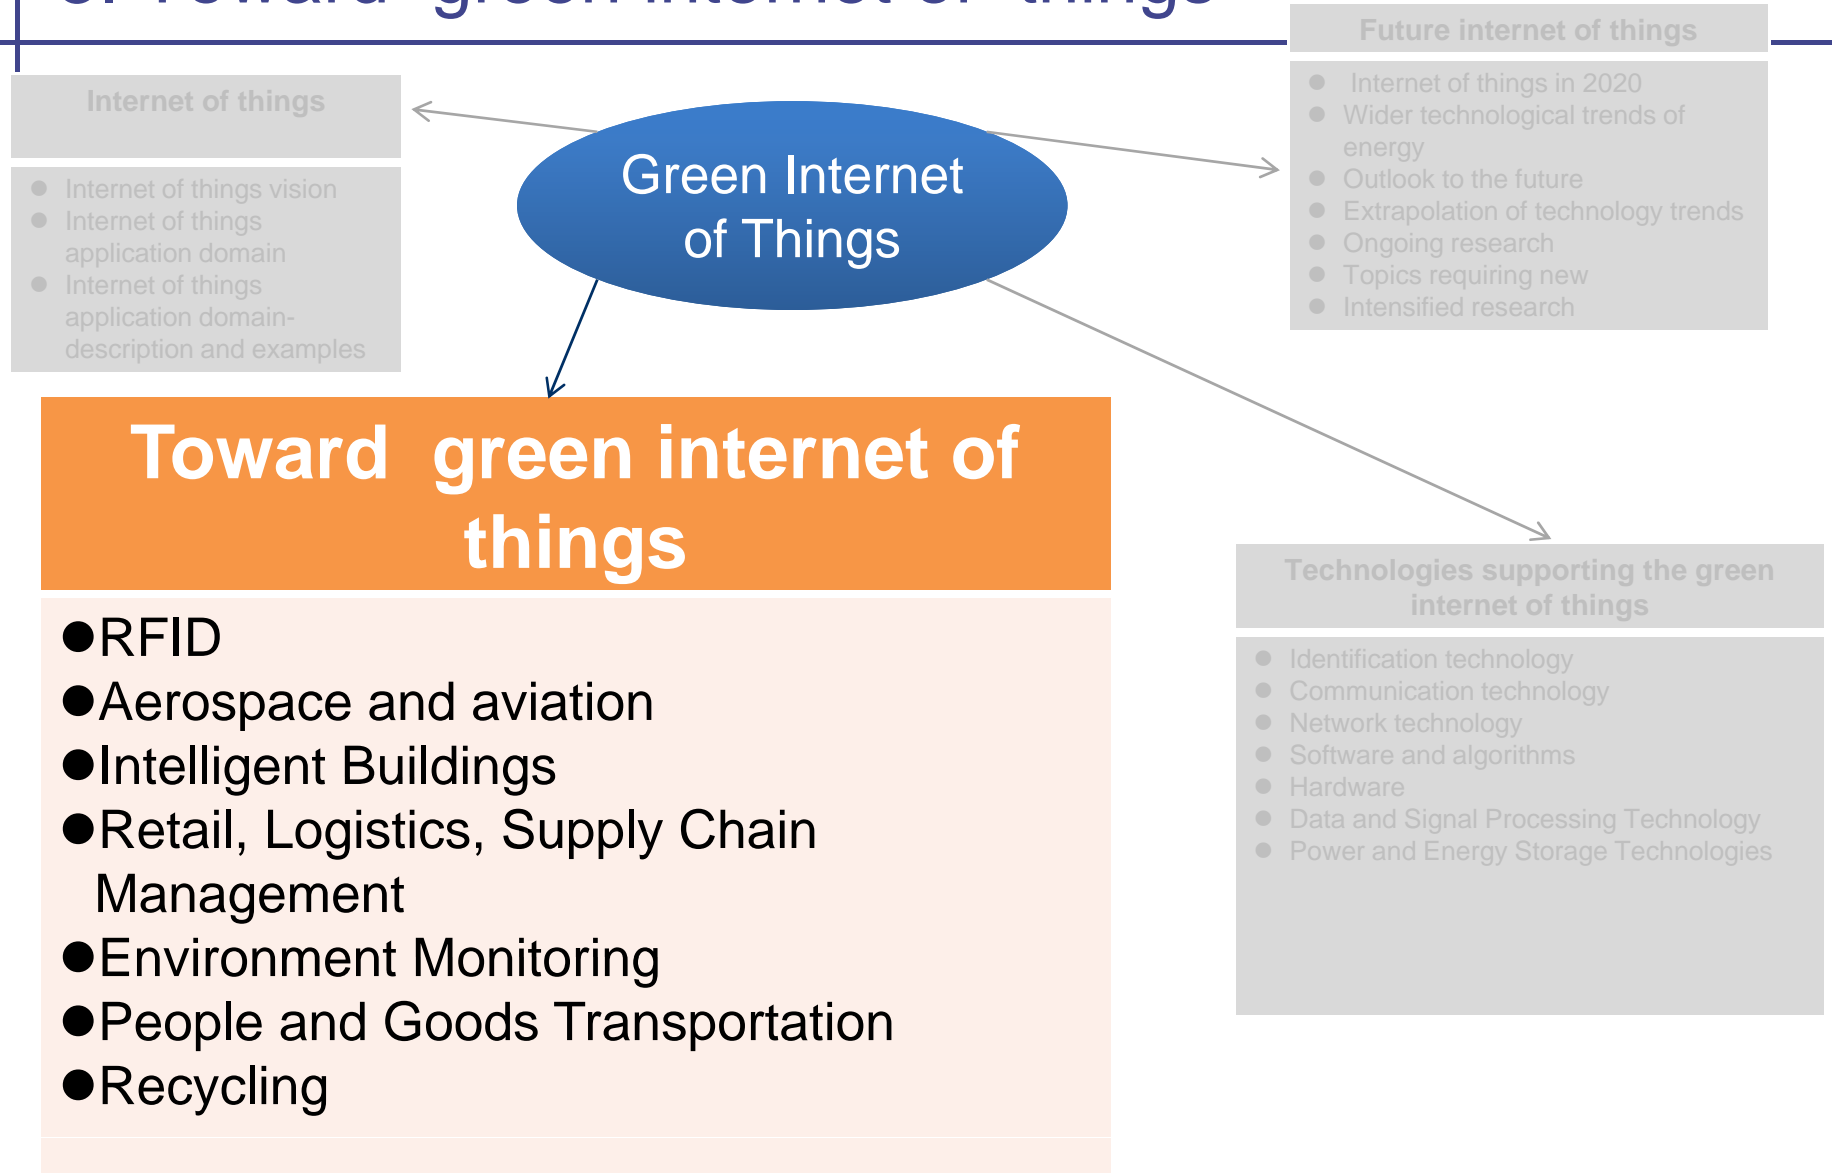 Toward green internet of things
Future internet of things
Internet of things in 2020
Wider technological trends of
energy
Outlook to the future
Extrapolation of technology trends
Ongoing research
Topics requiring new
Intensified research
Internet of things
Internet of things vision
Internet of things
application domain
Internet of things
application domain-
description and examples
Green Internet
of Things
Toward green internet of
things
RFID
Aerospace and aviation
Intelligent Buildings
Retail, Logistics, Supply Chain
Management
Environment Monitoring
People and Goods Transportation
Recycling
Technologies supporting the green
internet of things
Identification technology
Communication technology
Network technology
Software and algorithms
Hardware
Data and Signal Processing Technology
Power and Energy Storage Technologies